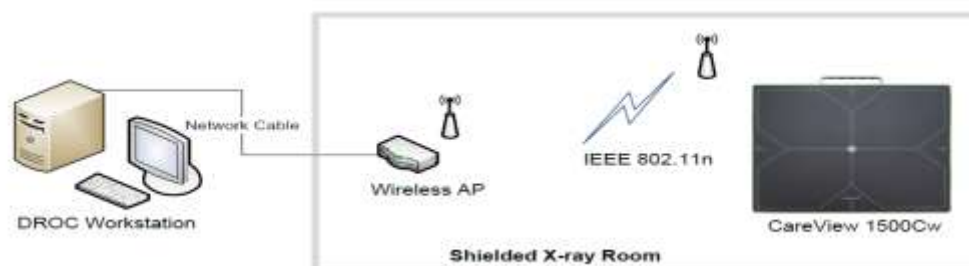 Network Cable
IEEE 802.11n
Wireless AP
DROC Workstation
CareView 1500Cw
Shielded X-ray Room